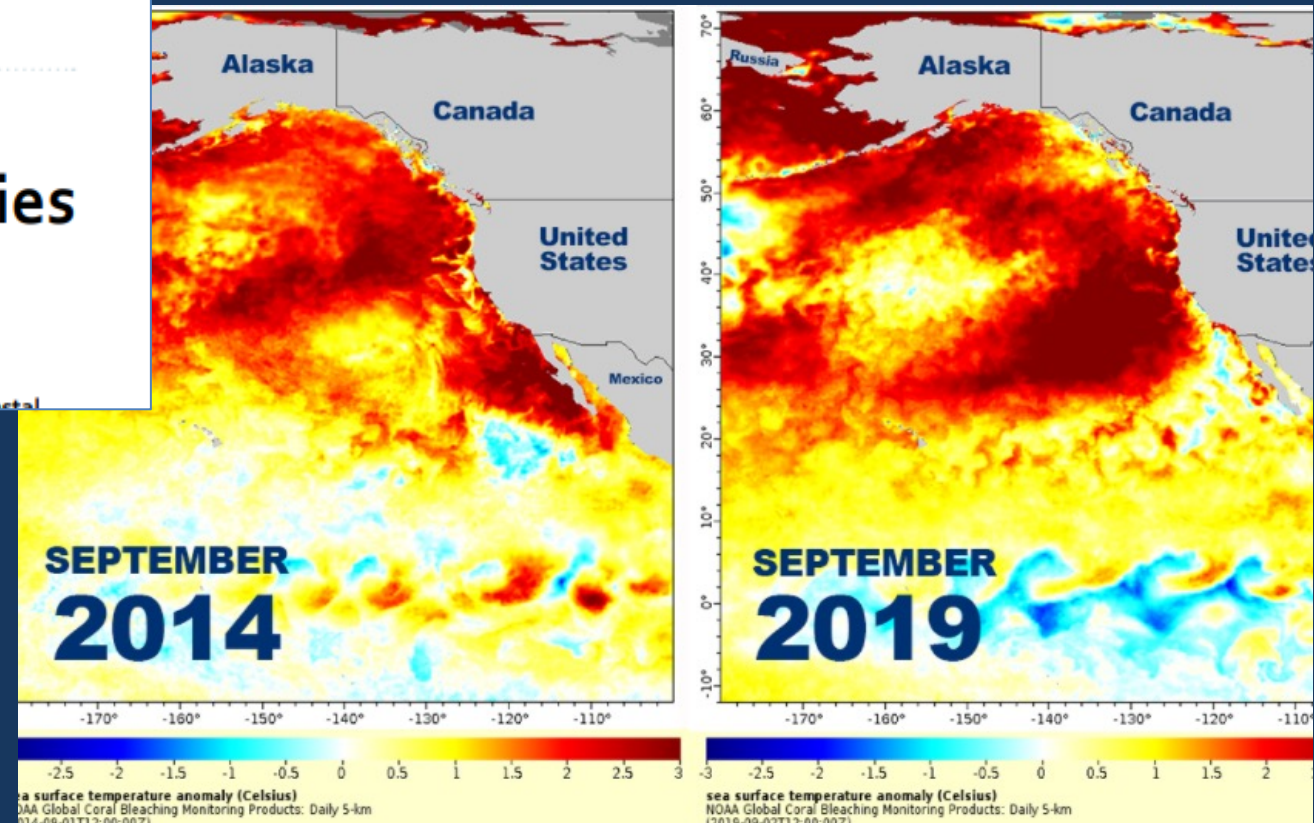 ies
Alaska
Canada
United
States
Mexico
SEPTEMBER
2014
-170° -160° -150° -140° -130° -120° -110°
-2.5 -2 -1.5 -1 -0.5 0 0.5 1 1.5 2 2.5 3
ea surface temperature anomaly (Celsius)
OAA Global Coral Bleaching Monitoring Products: Daily 5-km
70°
60°
50°
40°
30°
20°
10°
0°
-10°
Russia
Alaska
Canada
United
States
SEPTEMBER
2019
-170° -160° -150° -140° -130° -120° -110°
-3 -2.5 -2 -1.5 -1 -0.5 0 0.5 1 1.5 2
sea surface temperature anomaly (Celsius)
NOAA Global Coral Bleaching Monitoring Products: Daily 5-km